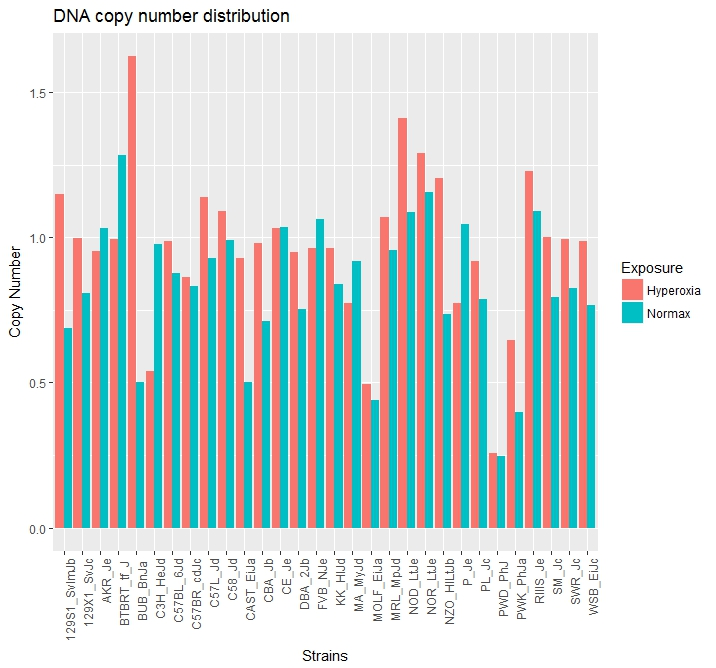 DNA copy number distribution
Copy Number
1.5
1.0
0.5
0.0
129S1_SvImJb
129X1_SvJc
AKR_Je
BTBRT_tf_J
BUB_BnJa
C3H_HeJd
C57BL_6Jd
C57BR_cdJc
C57L_Jd
C58_Jd
CAST_EiJa
CBA_Jb
CE_Je
DBA_2Jb
FVB_NJe
KK_HlJd
MA_MyJd
MOLF_EiJa
MRL_MpJd
NOD_LtJe
NOR_LtJe
NZO_HILtJb
P_Je
PL_Jc
PWD_PhJ
PWK_PhJa
RIIIS_Je
SM_Jc
SWR_Jc
WSB_EiJc
Strains
Exposure
Hyperoxia
Normax